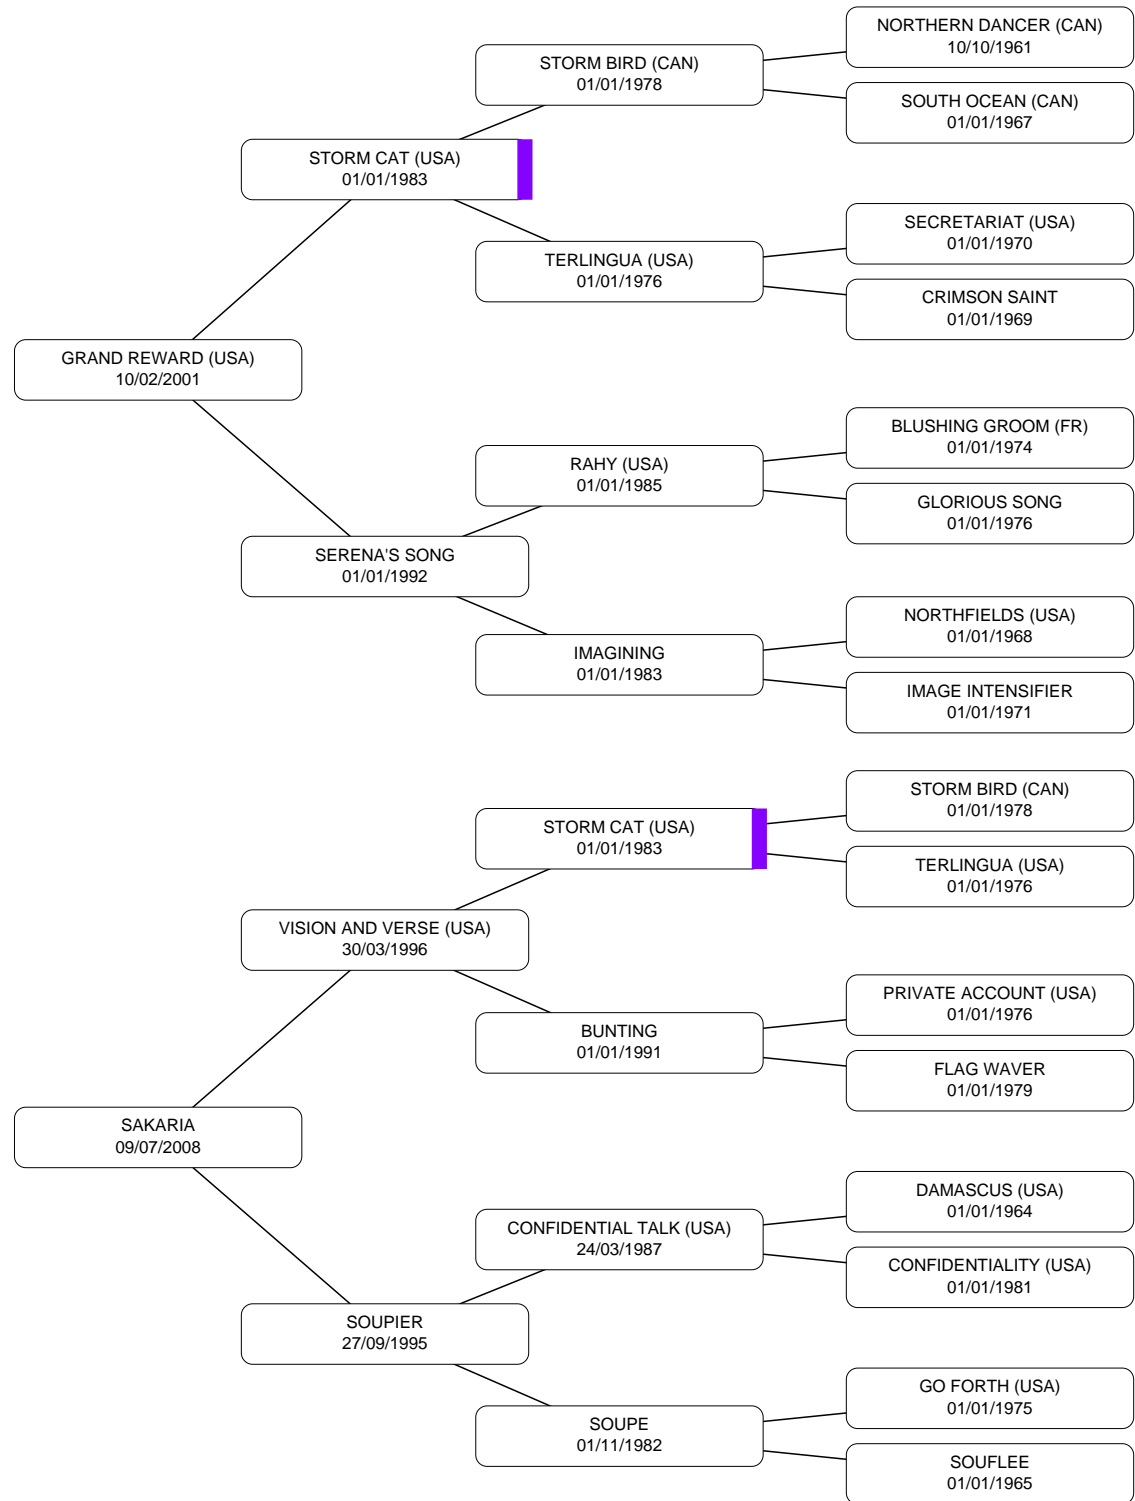 NORTHERN DANCER (CAN)
10/10/1961
STORM BIRD (CAN)
01/01/1978
SOUTH OCEAN (CAN)
01/01/1967
STORM CAT (USA)
01/01/1983
SECRETARIAT (USA)
01/01/1970
TERLINGUA (USA)
01/01/1976
CRIMSON SAINT
01/01/1969
GRAND REWARD (USA)
10/02/2001
BLUSHING GROOM (FR)
01/01/1974
RAHY (USA)
01/01/1985
GLORIOUS SONG
01/01/1976
SERENA'S SONG
01/01/1992
NORTHFIELDS (USA)
01/01/1968
IMAGINING
01/01/1983
IMAGE INTENSIFIER
01/01/1971
STORM BIRD (CAN)
01/01/1978
STORM CAT (USA)
01/01/1983
TERLINGUA (USA)
01/01/1976
VISION AND VERSE (USA)
30/03/1996
PRIVATE ACCOUNT (USA)
01/01/1976
BUNTING
01/01/1991
FLAG WAVER
01/01/1979
SAKARIA
09/07/2008
DAMASCUS (USA)
01/01/1964
CONFIDENTIAL TALK (USA)
24/03/1987
CONFIDENTIALITY (USA)
01/01/1981
SOUPIER
27/09/1995
GO FORTH (USA)
01/01/1975
SOUPE
01/11/1982
SOUFLEE
01/01/1965